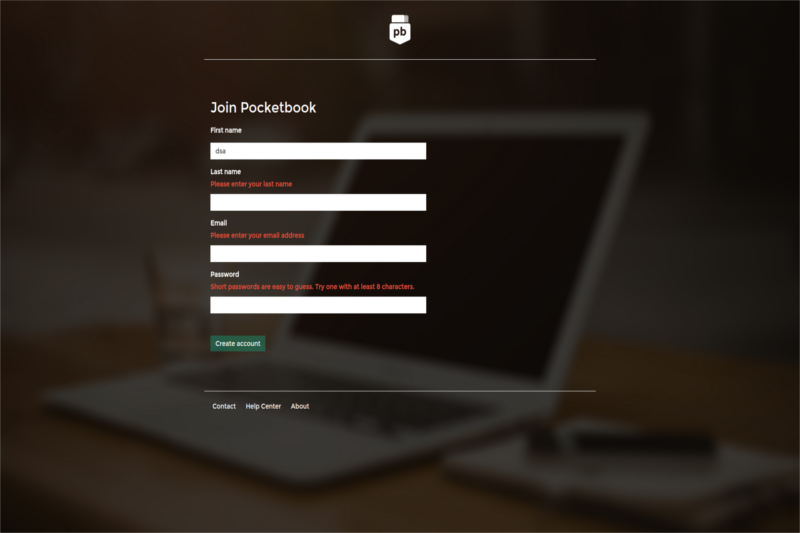 pb
Join Pocketbook
First name
dsa
Last name
Please enter your last name
Email
Please enter your email address
Password
Short passwords are easy to guess. Try one with at least 8 characters.
Create account
Contact Help Center About